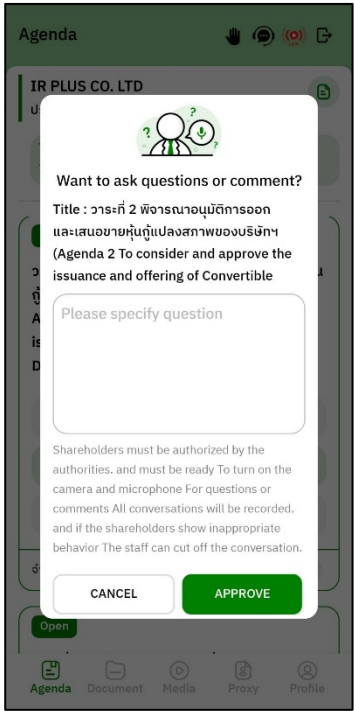 Agenda
IR PLUS CO. LTD
Want to ask questions or comment?
Title : วาระที่ 2 พิจารณาอนุมัติการออก
และเสนอขายหุ้นกู้แปลงสภาพของบริษัทฯ
(Agenda 2 To consider and approve the
issuance and offering of Convertible
Please specify question
Shareholders must be authorized by the
authorities. and must be ready To turn on the
camera and microphone For questions or
comments All conversations will be recorded.
and if the shareholders show inappropriate
behavior The staff can cut off the conversation.
CANCEL
APPROVE
Open
Agenda
Document
Media
Proxy
Profile